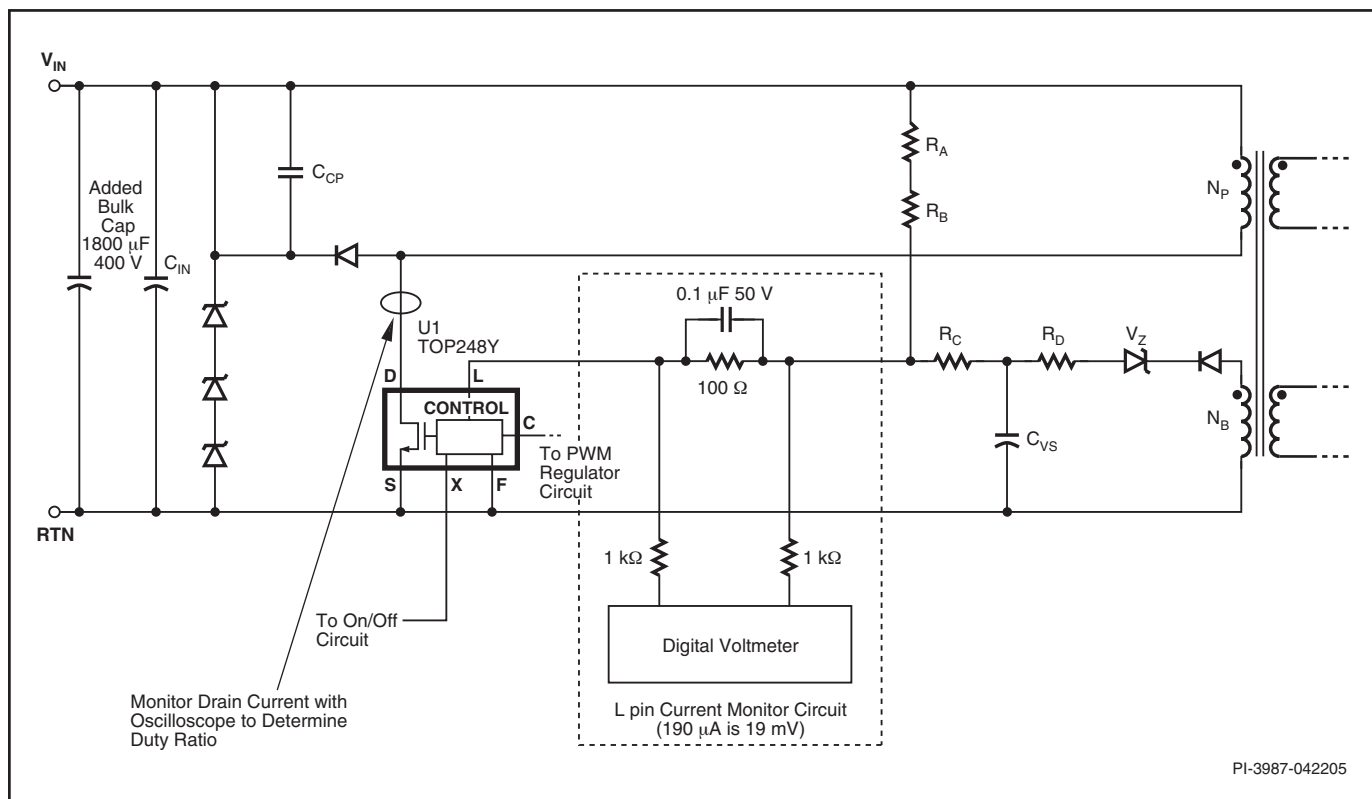 V_IN
Added
Bulk
Cap
1800 µF
400 V
C_IN
C_CP
R_A
R_B
N_P
0.1 µF 50 V
100 Ω
U1
TOP248Y
D
L
CONTROL
C
S
X
F
To PWM
Regulator
Circuit
R_C
R_D
V_Z
C_VS
N_B
RTN
1 kΩ
1 kΩ
Digital Voltmeter
To On/Off
Circuit
Monitor Drain Current with
Oscilloscope to Determine
Duty Ratio
L pin Current Monitor Circuit
(190 µA is 19 mV)
PI-3987-042205